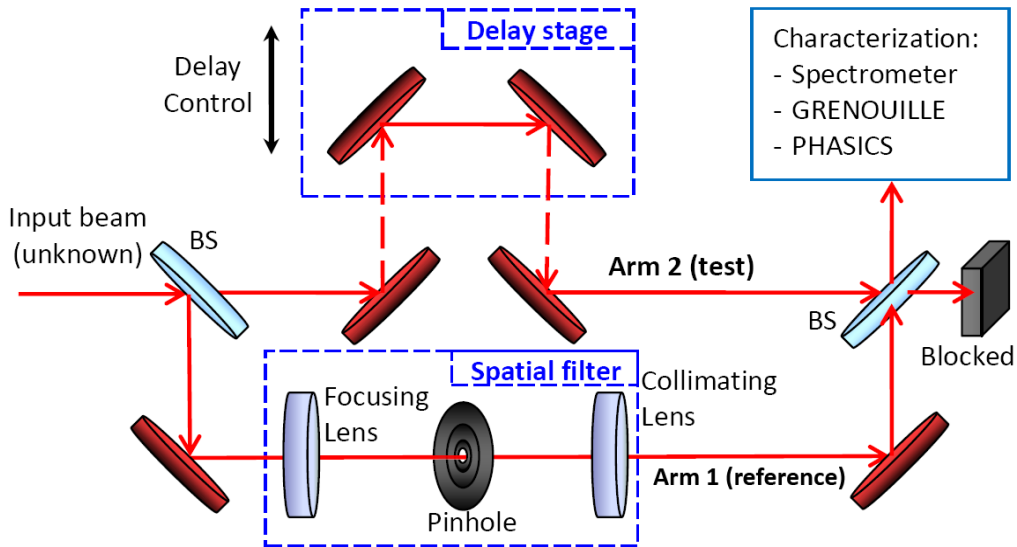 Delay stage
Delay
Control
Characterization:
- Spectrometer
- GRENOUILLE
- PHASICS
Input beam
(unknown)
BS
Arm 2 (test)
BS
Blocked
Spatial filter
Focusing
Lens
Collimating
Lens
Pinhole
Arm 1 (reference)